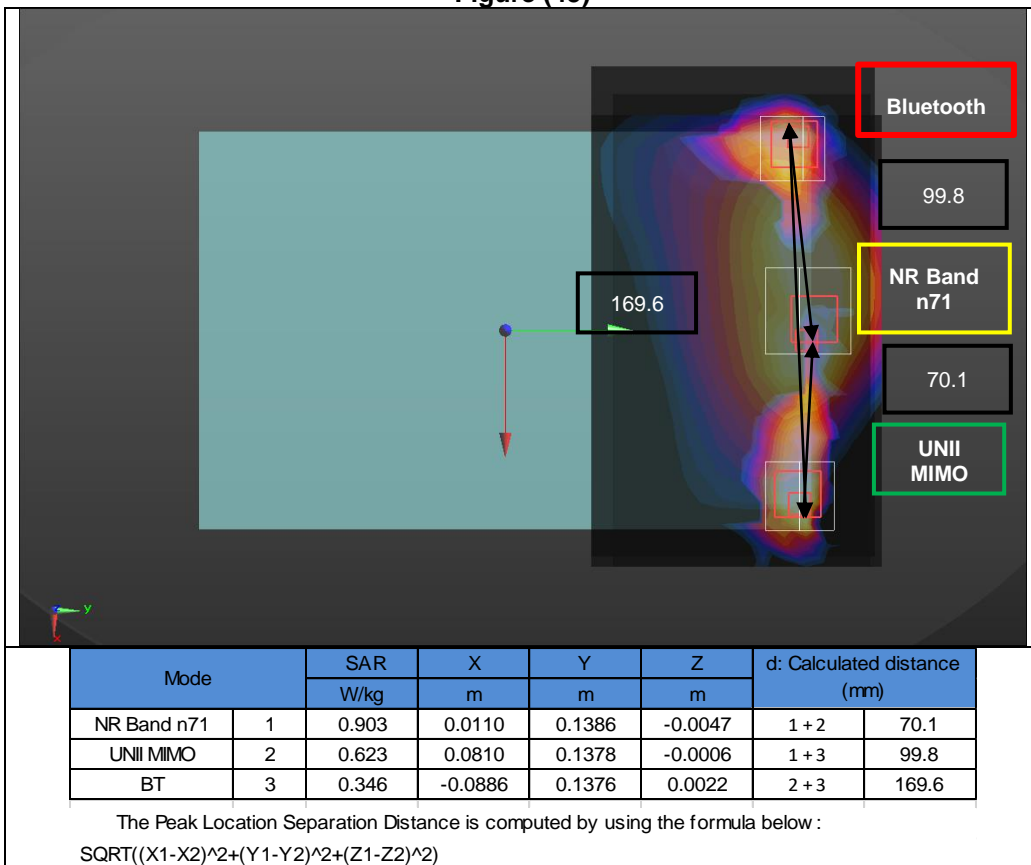 Figure (48)
Bluetooth
99.8
NR Band
n71
169.6
70.1
UNII
MIMO
y
x
Mode SAR X Y Z d: Calculated distance
W/kg m m m (mm)
NR Band n71 1 0.903 0.0110 0.1386 -0.0047 1 + 2 70.1
UNII MIMO 2 0.623 0.0810 0.1378 -0.0006 1 + 3 99.8
BT 3 0.346 -0.0886 0.1376 0.0022 2 + 3 169.6
The Peak Location Separation Distance is computed by using the formula below :
SQRT((X1-X2)^2+(Y1-Y2)^2+(Z1-Z2)^2)